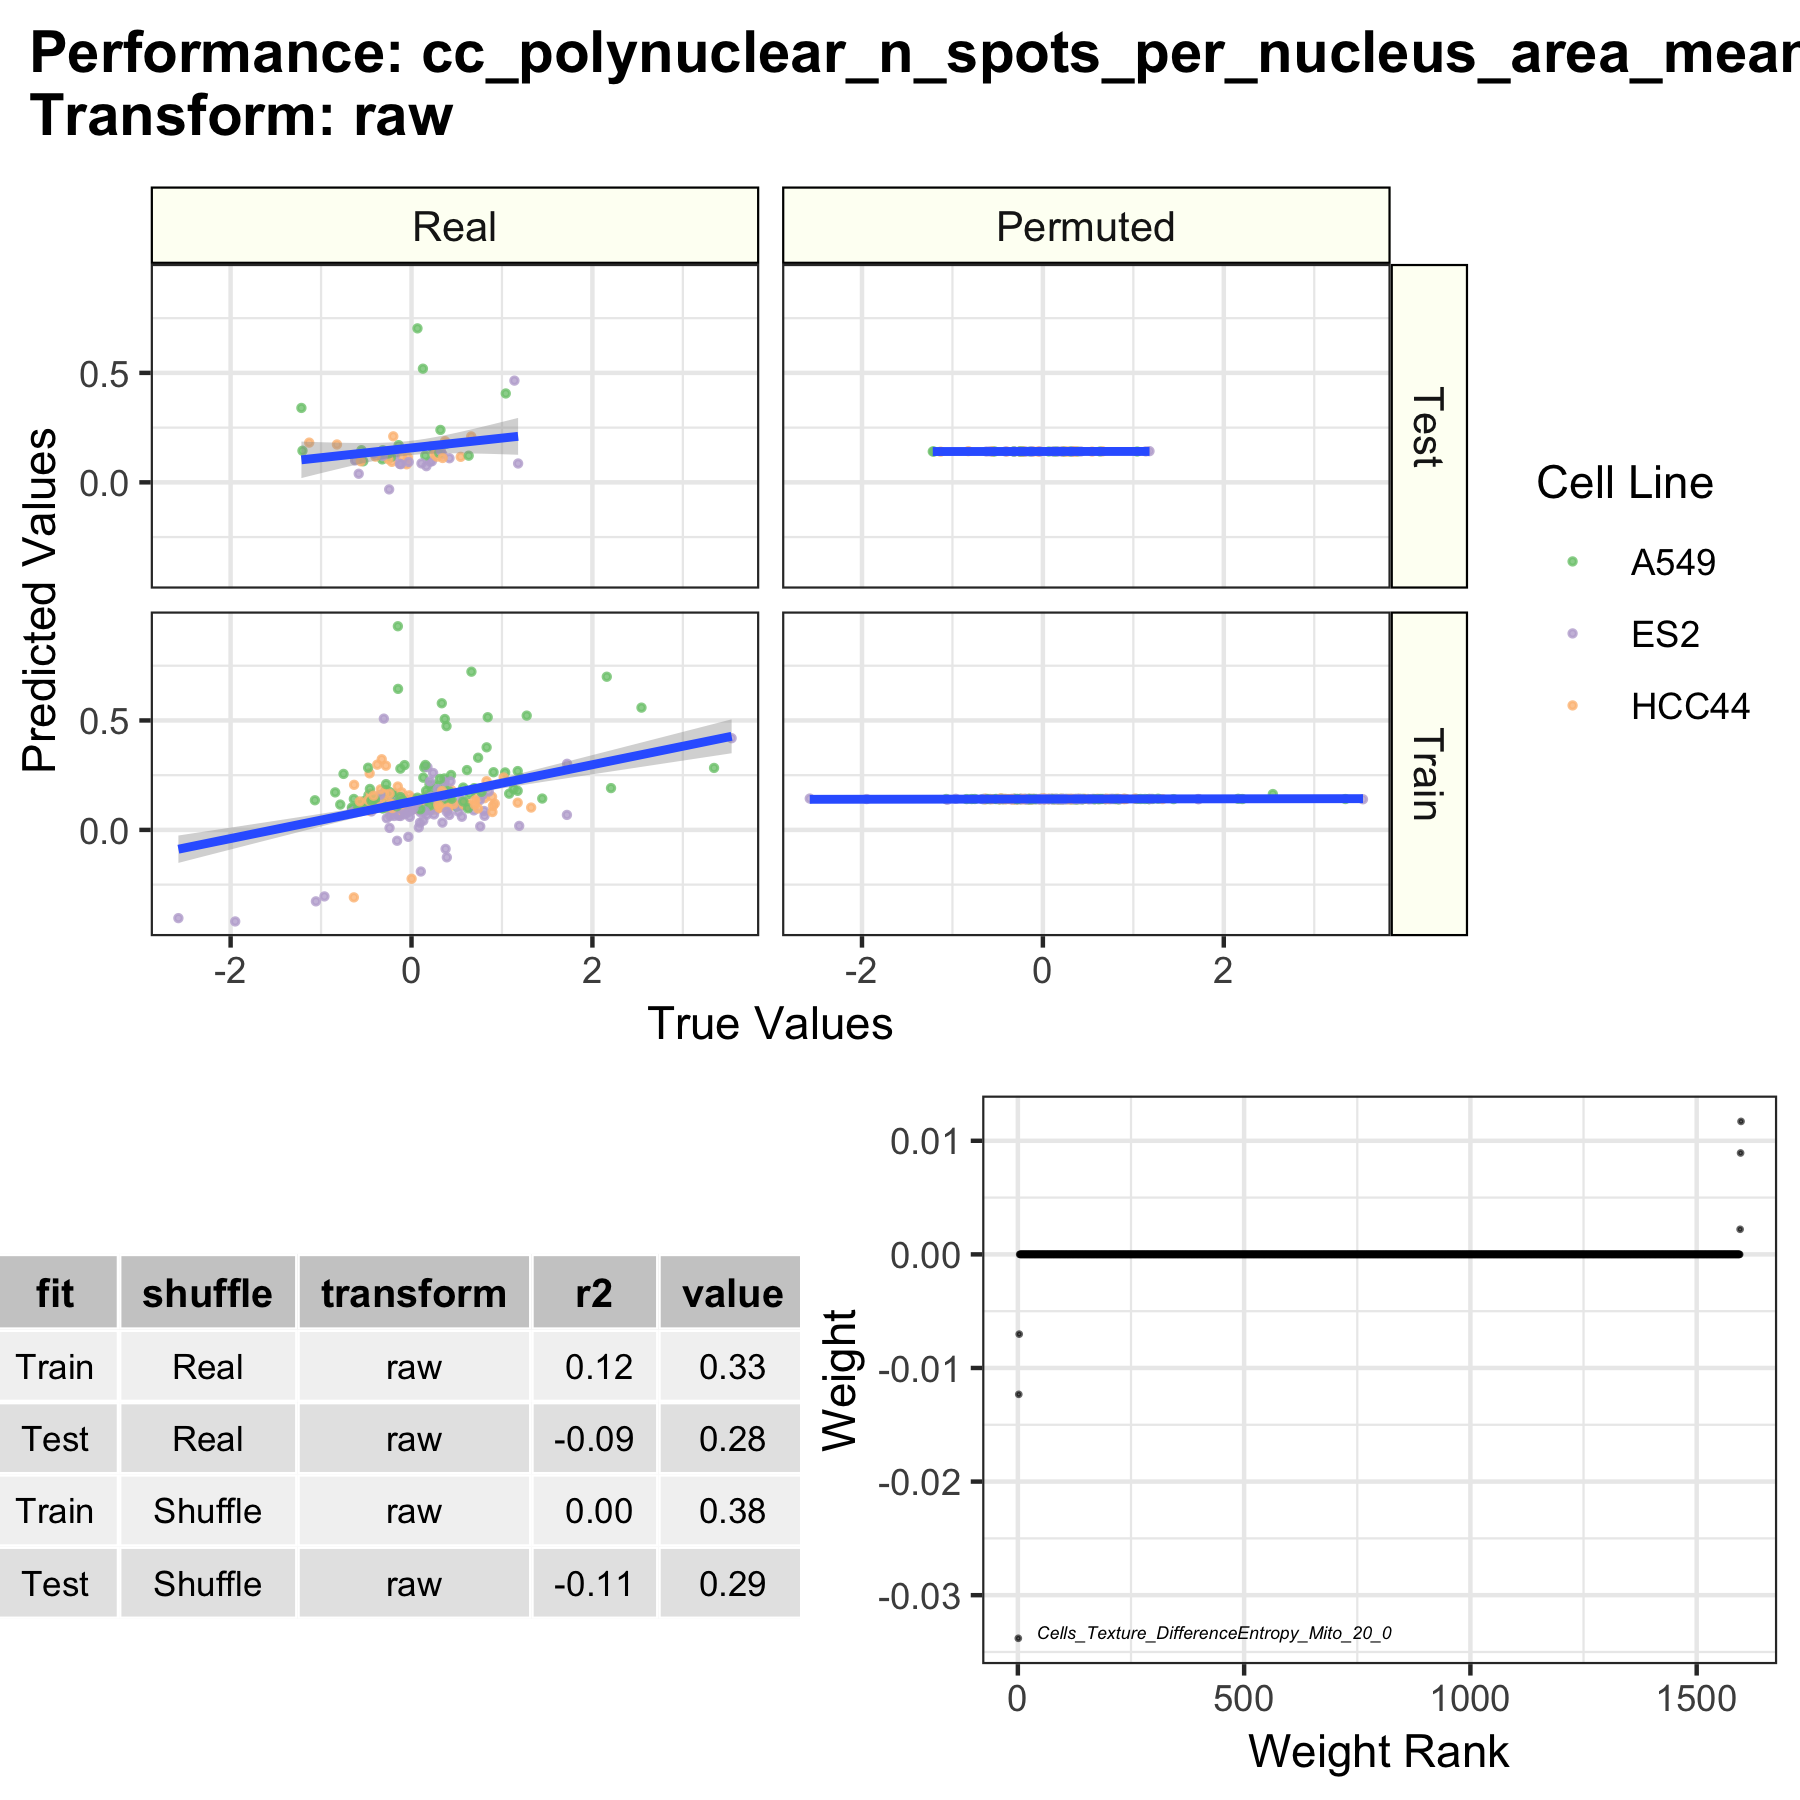 Performance: cc_polynuclear_n_spots_per_nucleus_area_mean
Transform: raw
Real
Permuted
Test
Train
Predicted Values
0.5
0.0
0.5
0.0
-2
0
2
-2
0
2
True Values
Cell Line
A549
ES2
HCC44
fit shuffle transform r2 value
Train Real raw 0.12 0.33
Test Real raw -0.09 0.28
Train Shuffle raw 0.00 0.38
Test Shuffle raw -0.11 0.29
Weight
0.01
0.00
-0.01
-0.02
-0.03
Cells_Texture_DifferenceEntropy_Mito_20_0
0
500
1000
1500
Weight Rank